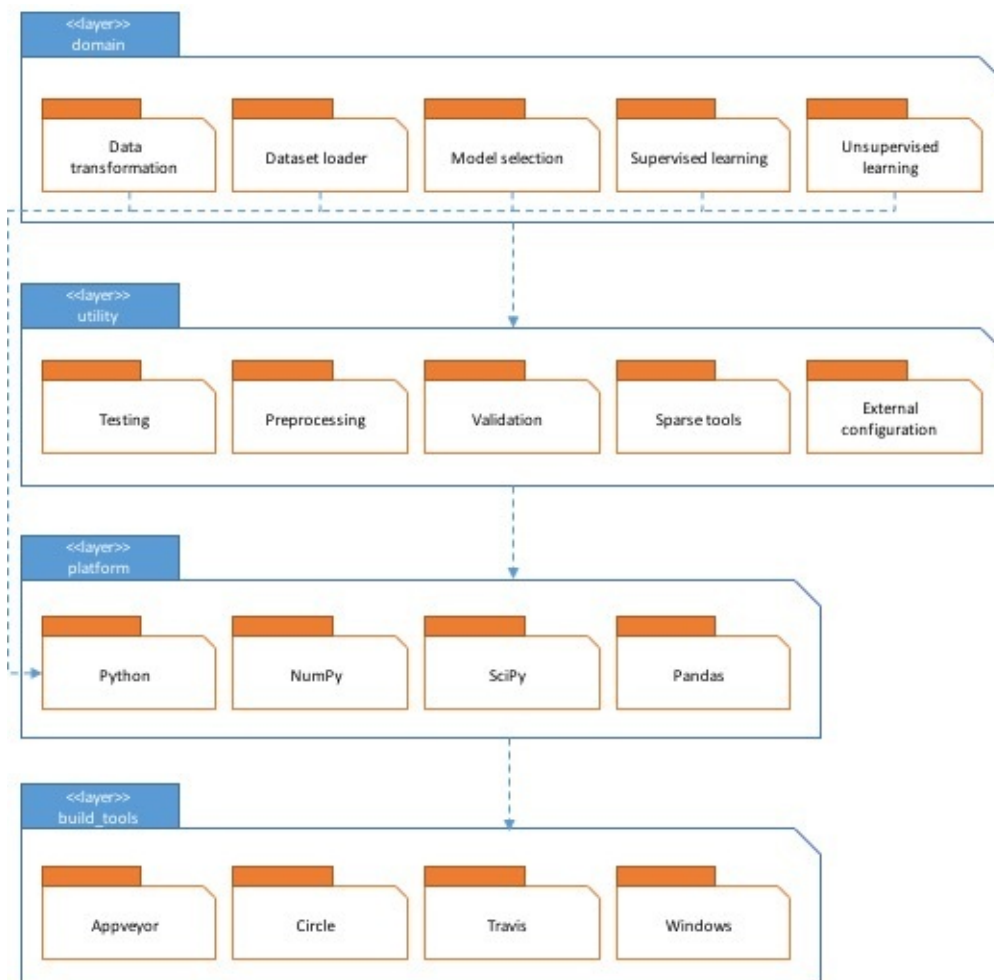 <<layer>>
domain
Data
transformation
Dataset loader
Model selection
Supervised learning
Unsupervised
learning
<<layer>>
utility
Testing
Preprocessing
Validation
Sparse tools
External
configuration
<<layer>>
platform
Python
NumPy
SciPy
Pandas
<<layer>>
build_tools
Appveyor
Circle
Travis
Windows